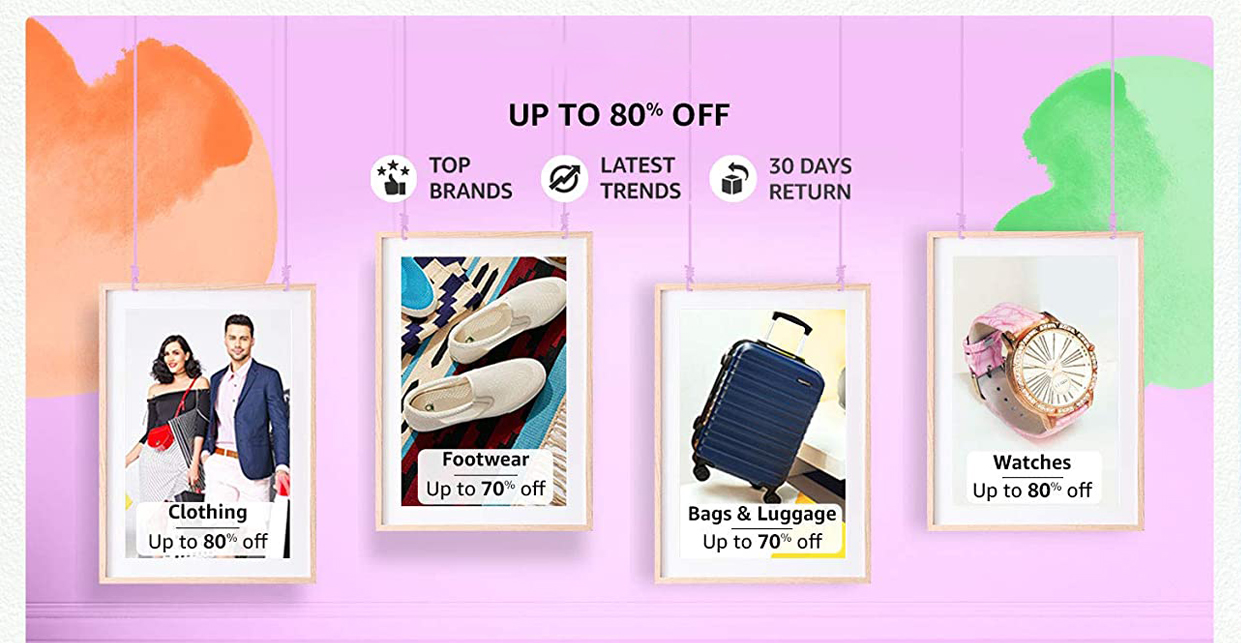 UP TO 80% OFF
TOP
BRANDS
LATEST
TRENDS
30 DAYS
RETURN
Clothing
Up to 80% off
Footwear
Up to 70% off
Bags & Luggage
Up to 70% off
Watches
Up to 80% off